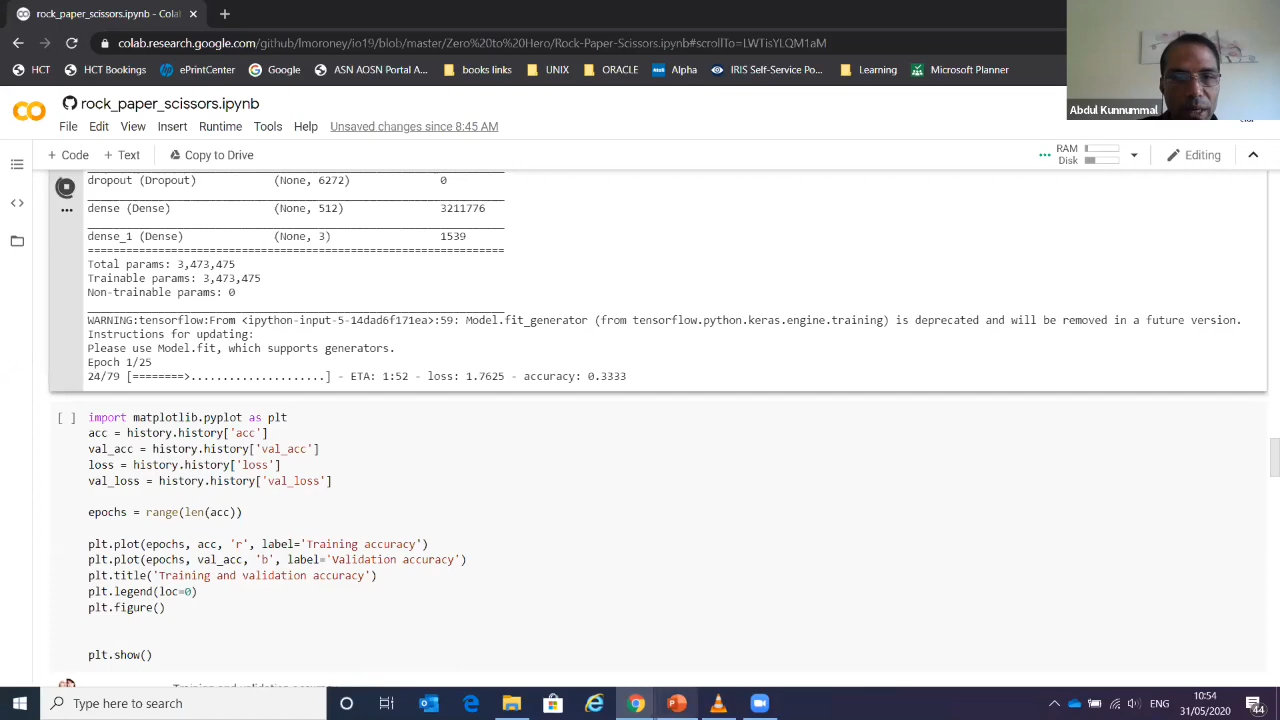 rock_paper_scissors.ipynb - Colab
colab.research.google.com/github/lmoroney/io19/blob/master/Zero%20to%20Hero/Rock-Paper-Scissors.ipynb#scrollTo=LWTisYLQM1aM
HCT HCT Bookings ePrintCenter Google ASN AOSN Portal A... books links UNIX ORACLE Alpha IRIS Self-Service Po... Learning Microsoft Planner
Abdul Kunnummal
rock_paper_scissors.ipynb
File Edit View Insert Runtime Tools Help Unsaved changes since 8:45 AM
+ Code + Text Copy to Drive RAM Disk Editing
dropout (Dropout) (None, 6272) 0
dense (Dense) (None, 512) 3211776
dense_1 (Dense) (None, 3) 1539
Total params: 3,473,475
Trainable params: 3,473,475
Non-trainable params: 0
WARNING:tensorflow:From <ipython-input-5-14dad6f171ea>:59: Model.fit_generator (from tensorflow.python.keras.engine.training) is deprecated and will be removed in a future version.
Instructions for updating:
Please use Model.fit, which supports generators.
Epoch 1/25
24/79 [========>.....................] - ETA: 1:52 - loss: 1.7625 - accuracy: 0.3333
[ ] import matplotlib.pyplot as plt
acc = history.history['acc']
val_acc = history.history['val_acc']
loss = history.history['loss']
val_loss = history.history['val_loss']
epochs = range(len(acc))
plt.plot(epochs, acc, 'r', label='Training accuracy')
plt.plot(epochs, val_acc, 'b', label='Validation accuracy')
plt.title('Training and validation accuracy')
plt.legend(loc=0)
plt.figure()
plt.show()
Type here to search
ENG
10:54
31/05/2020
44